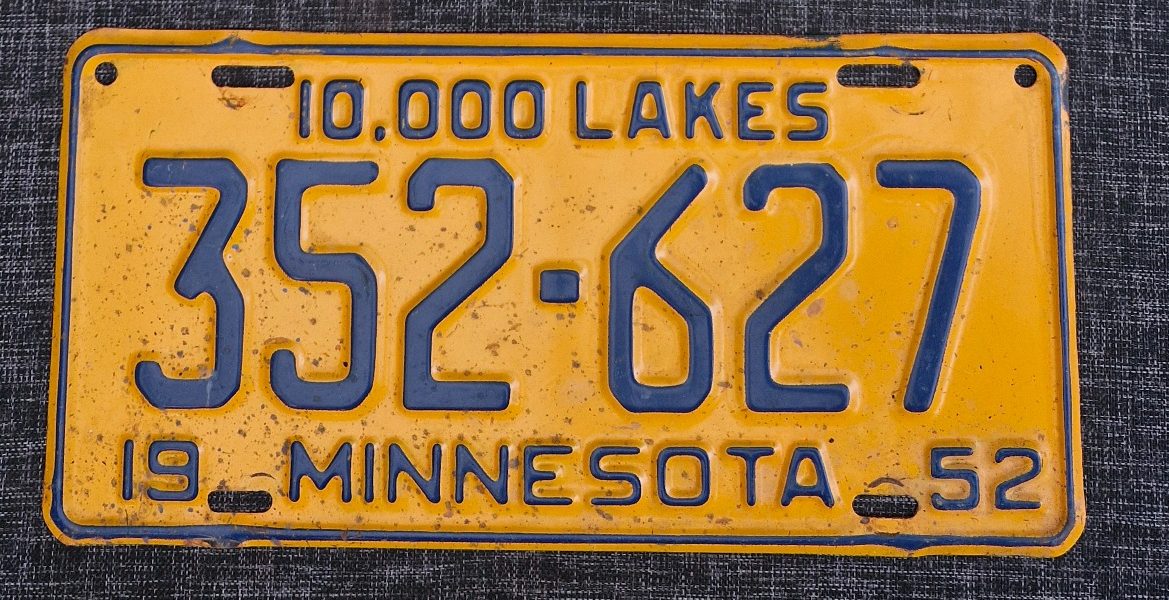 10,000 LAKES
352-627
19 MINNESOTA 52